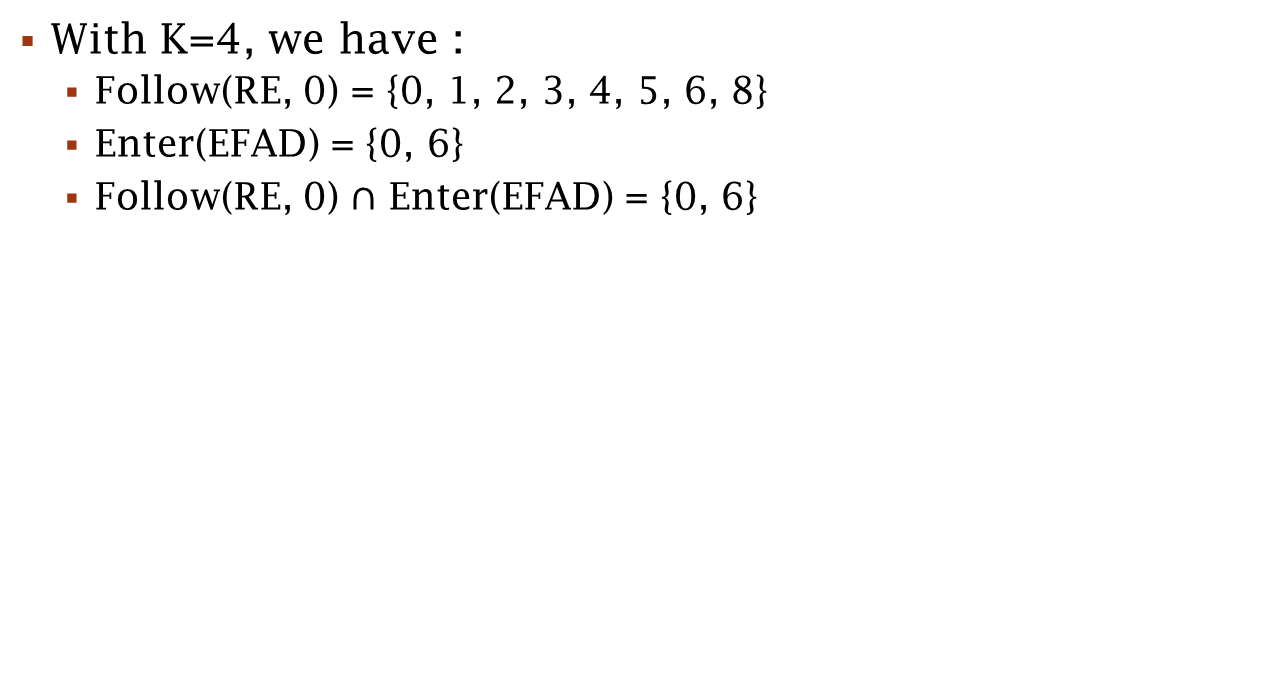 ▪ With K=4, we have :
▪ Follow(RE, 0) = {0, 1, 2, 3, 4, 5, 6, 8}
▪ Enter(EFAD) = {0, 6}
▪ Follow(RE, 0) ∩ Enter(EFAD) = {0, 6}